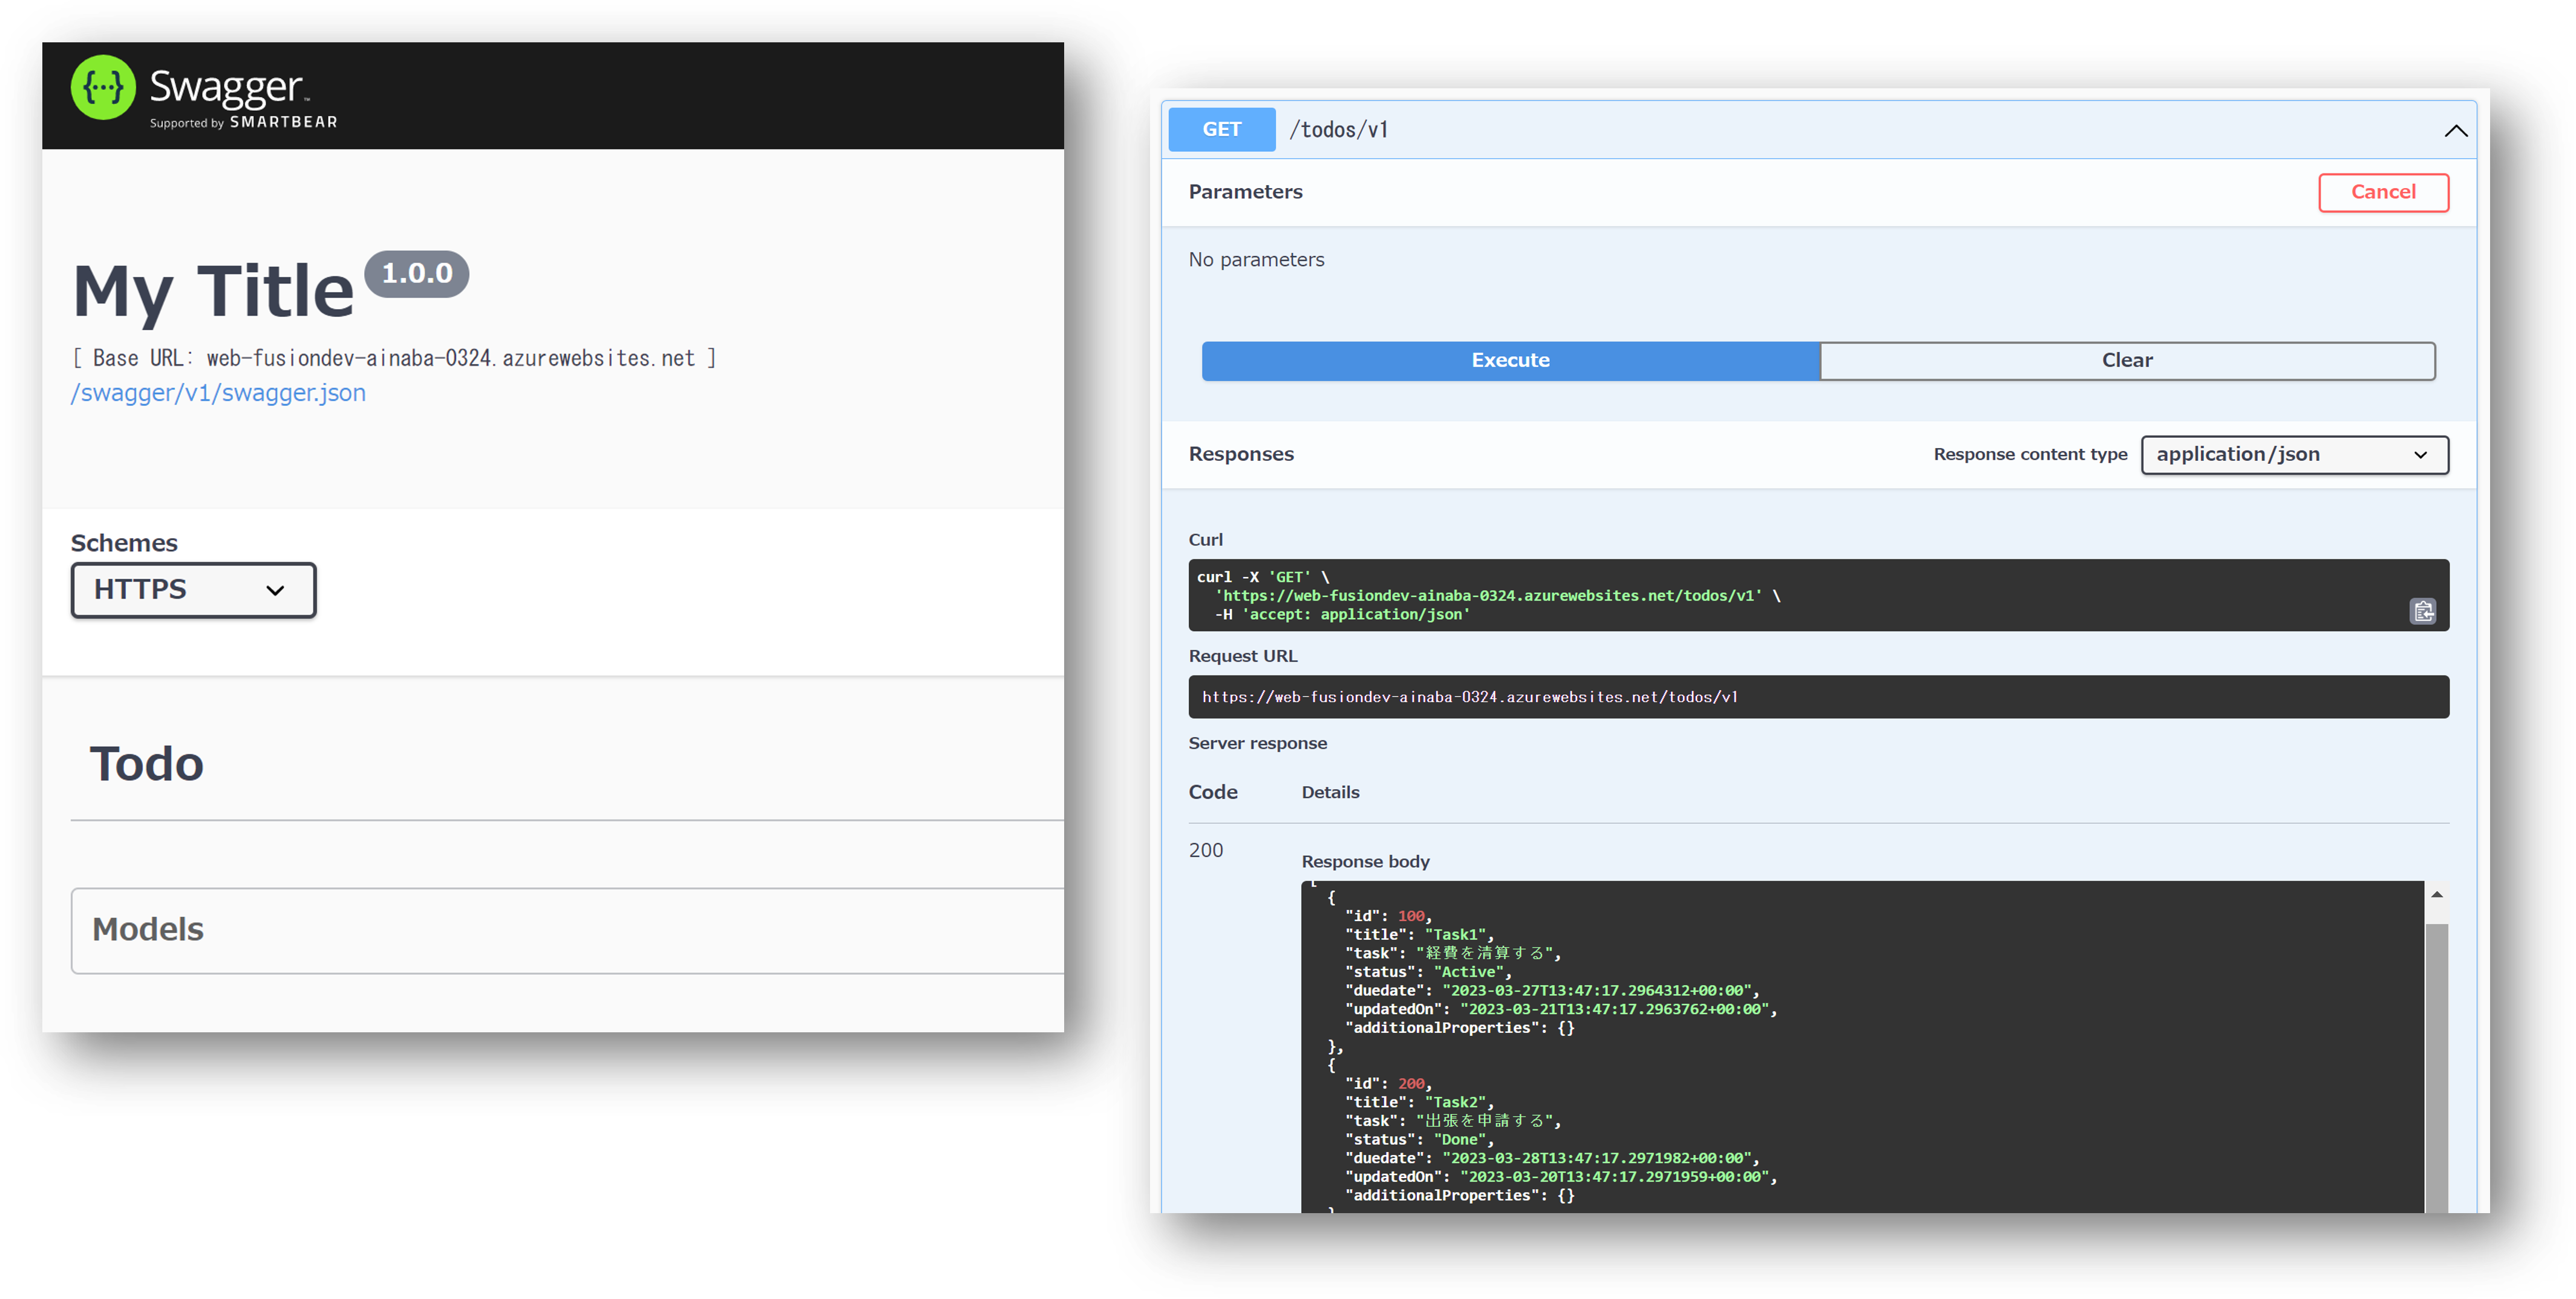 Swagger™
Supported by SMARTBEAR
My Title 1.0.0
[ Base URL: web-fusiondev-ainaba-0324.azurewebsites.net ]
/swagger/v1/swagger.json
Schemes
HTTPS
Todo
Models
GET /todos/v1
Parameters Cancel
No parameters
Execute Clear
Responses Response content type application/json
Curl
curl -X 'GET' \
'https://web-fusiondev-ainaba-0324.azurewebsites.net/todos/v1' \
-H 'accept: application/json'
Request URL
https://web-fusiondev-ainaba-0324.azurewebsites.net/todos/v1
Server response
Code Details
200
Response body
[
{
"id": 100,
"title": "Task1",
"task": "経費を清算する",
"status": "Active",
"duedate": "2023-03-27T13:47:17.2964312+00:00",
"updatedOn": "2023-03-21T13:47:17.2963762+00:00",
"additionalProperties": {}
},
{
"id": 200,
"title": "Task2",
"task": "出張を申請する",
"status": "Done",
"duedate": "2023-03-28T13:47:17.2971982+00:00",
"updatedOn": "2023-03-20T13:47:17.2971959+00:00",
"additionalProperties": {}
}